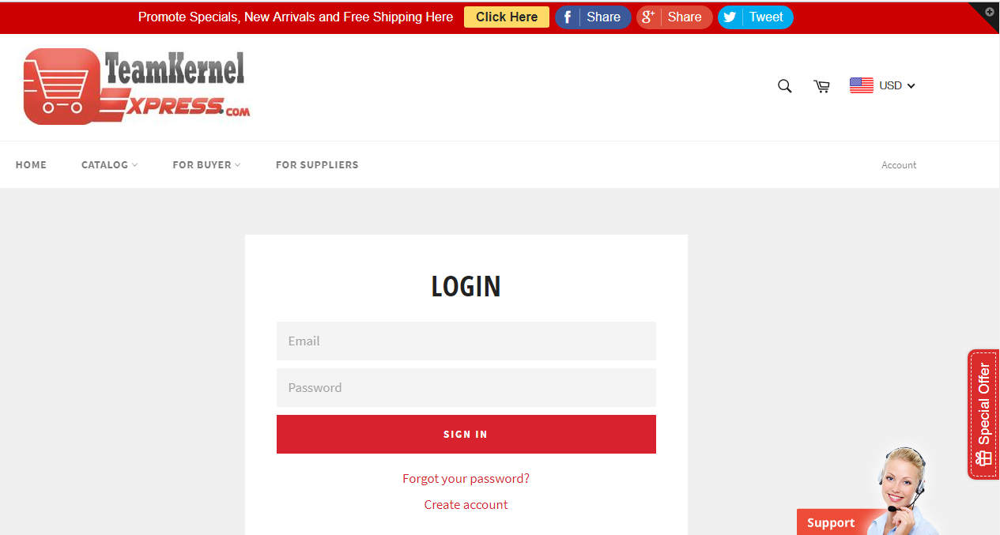 Promote Specials, New Arrivals and Free Shipping Here Click Here f Share g+ Share Tweet
TeamKernel
EXPRESS.COM
USD
HOME CATALOG FOR BUYER FOR SUPPLIERS Account
LOGIN
Email
Password
SIGN IN
Forgot your password?
Create account
Special Offer
Support